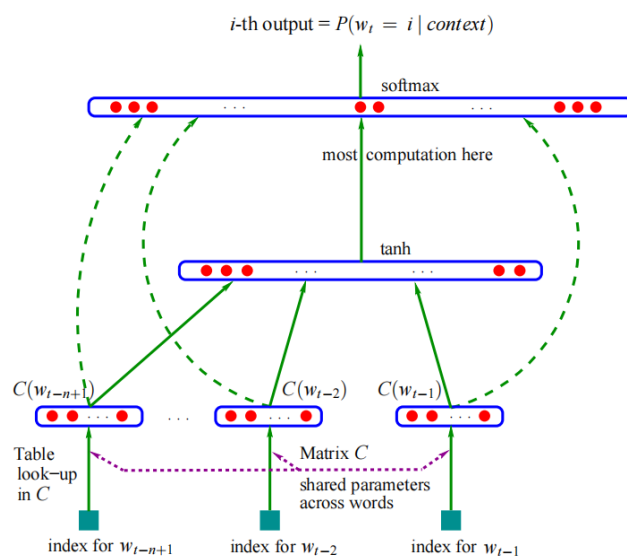 i-th output = P(w_t = i | context)
softmax
. . . . . .
most computation here
tanh
. . . . . .
C(w_{t−n+1}) C(w_{t−2}) C(w_{t−1})
. . . . . . . . . . . .
Table
look−up
in C
Matrix C
shared parameters
across words
index for w_{t−n+1} index for w_{t−2} index for w_{t−1}